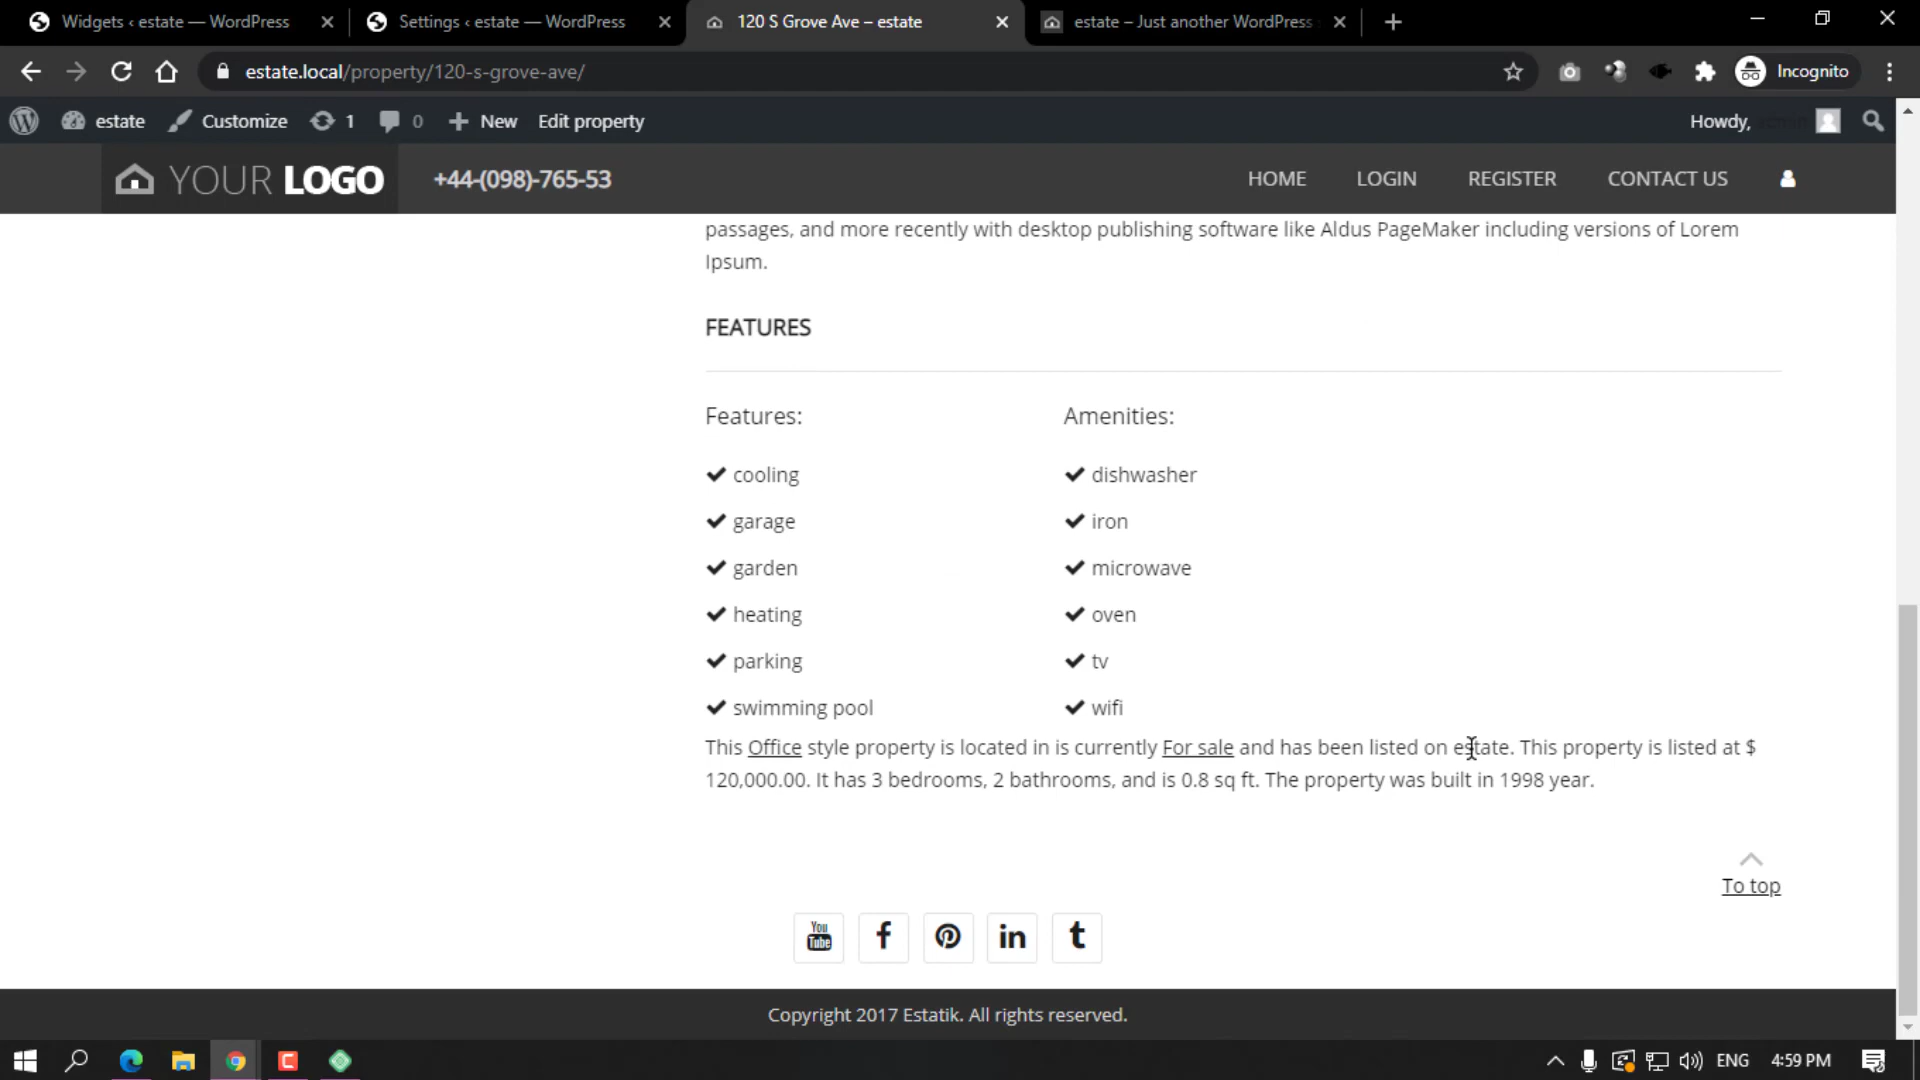 Widgets ‹ estate — WordPress
Settings ‹ estate — WordPress
120 S Grove Ave – estate
estate – Just another WordPress
estate.local/property/120-s-grove-ave/
Incognito
estate
Customize
1
0
New
Edit property
Howdy,
YOUR LOGO
+44-(098)-765-53
HOME
LOGIN
REGISTER
CONTACT US
passages, and more recently with desktop publishing software like Aldus PageMaker including versions of Lorem
Ipsum.
FEATURES
Features:
Amenities:
cooling
dishwasher
garage
iron
garden
microwave
heating
oven
parking
tv
swimming pool
wifi
This Office style property is located in is currently For sale and has been listed on estate. This property is listed at $
120,000.00. It has 3 bedrooms, 2 bathrooms, and is 0.8 sq ft. The property was built in 1998 year.
To top
You
Tube
Copyright 2017 Estatik. All rights reserved.
ENG
4:59 PM